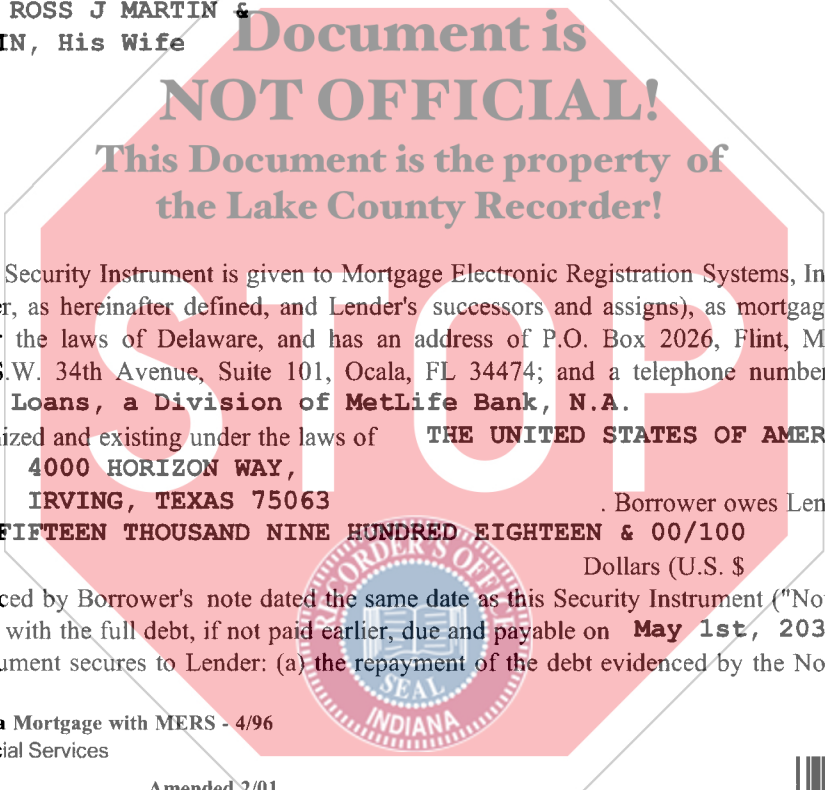 ROSS J MARTIN &
IN, His Wife
Document is
NOT OFFICIAL!
This Document is the property of
the Lake County Recorder!
STOP
Security Instrument is given to Mortgage Electronic Registration Systems, In
er, as hereinafter defined, and Lender's successors and assigns), as mortgag
r the laws of Delaware, and has an address of P.O. Box 2026, Flint, M
S.W. 34th Avenue, Suite 101, Ocala, FL 34474; and a telephone number
Loans, a Division of MetLife Bank, N.A.
ized and existing under the laws of THE UNITED STATES OF AMER
4000 HORIZON WAY,
IRVING, TEXAS 75063 . Borrower owes Len
FIFTEEN THOUSAND NINE HUNDRED EIGHTEEN & 00/100
Dollars (U.S. $
ced by Borrower's note dated the same date as this Security Instrument ("No
with the full debt, if not paid earlier, due and payable on May 1st, 203
ument secures to Lender: (a) the repayment of the debt evidenced by the No
RECORDER'S OFFICE
SEAL
INDIANA
a Mortgage with MERS - 4/96
cial Services
Amended 2/01